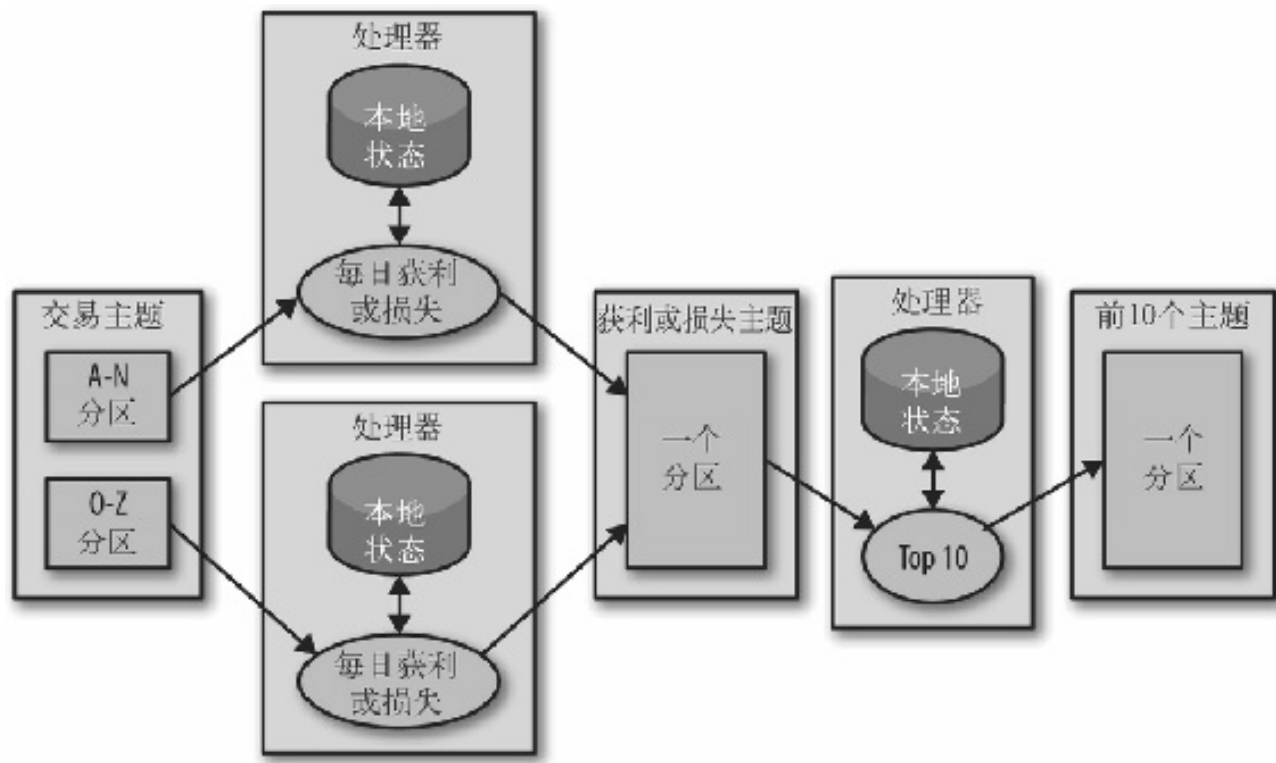 处理器
本地
状态
每日获利
或损失
交易主题
A-N
分区
O-Z
分区
处理器
本地
状态
每日获利
或损失
获利或损失主题
一个
分区
处理器
本地
状态
Top 10
前10个主题
一个
分区